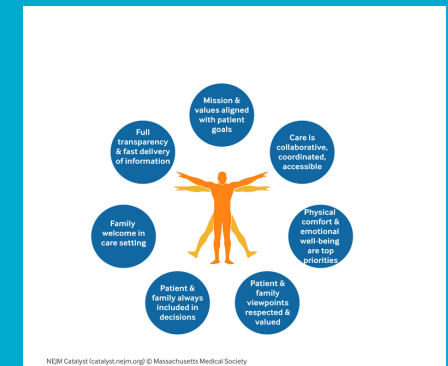 Mission &
values aligned
with patient
goals
Care is
collaborative,
coordinated,
accessible
Physical
comfort &
emotional
well-being
are top
priorities
Patient &
family
viewpoints
respected &
valued
Patient &
family always
included in
decisions
Family
welcome in
care setting
Full
transparency
& fast delivery
of information
NEJM Catalyst (catalyst.nejm.org) © Massachusetts Medical Society